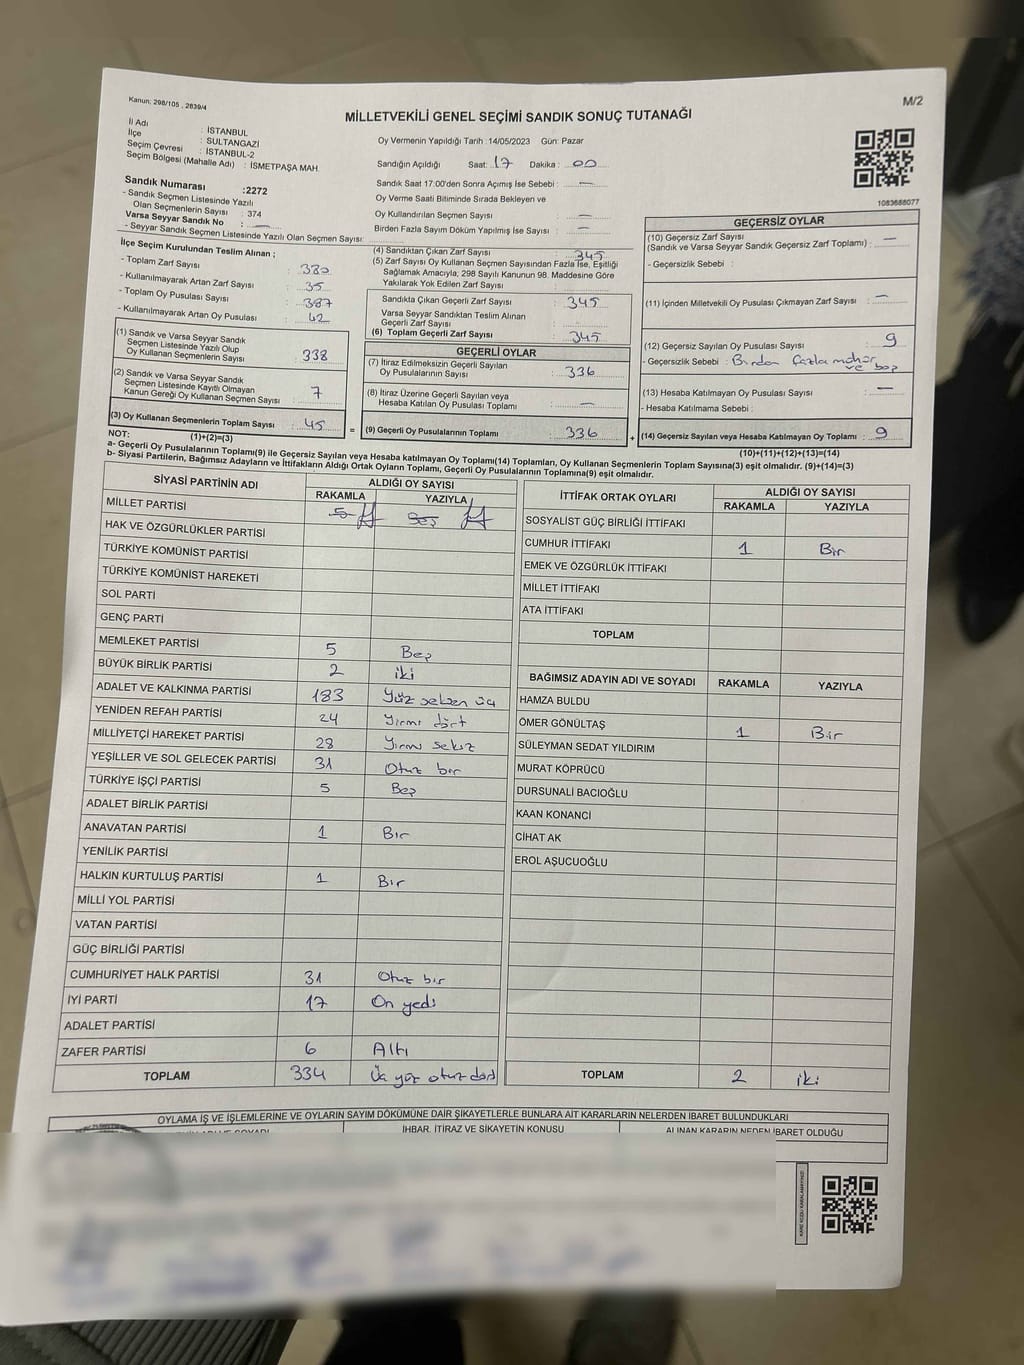 Kanun; 298/105 , 2839/4
M/2
MİLLETVEKİLİ GENEL SEÇİMİ SANDIK SONUÇ TUTANAĞI
İl Adı : İSTANBUL
İlçe : SULTANGAZİ
Seçim Çevresi : İSTANBUL-2
Seçim Bölgesi (Mahalle Adı) : İSMETPAŞA MAH.
Sandık Numarası :2272
- Sandık Seçmen Listesinde Yazılı
Olan Seçmenlerin Sayısı : 374
Varsa Seyyar Sandık No : —
- Seyyar Sandık Seçmen Listesinde Yazılı Olan Seçmen Sayısı:
Oy Vermenin Yapıldığı Tarih :14/05/2023 Gün: Pazar
Sandığın Açıldığı Saat: 17 Dakika : 00
Sandık Saat 17:00'den Sonra Açımış İse Sebebi : —
Oy Verme Saati Bitiminde Sırada Bekleyen ve
Oy Kullandırılan Seçmen Sayısı : —
Birden Fazla Sayım Döküm Yapılmış İse Sayısı : —
1083688077
İlçe Seçim Kurulundan Teslim Alınan ;
- Toplam Zarf Sayısı : 380
- Kullanılmayarak Artan Zarf Sayısı : 35
- Toplam Oy Pusulası Sayısı : 387
- Kullanılmayarak Artan Oy Pusulası : 42
(1) Sandık ve Varsa Seyyar Sandık
Seçmen Listesinde Yazılı Olup
Oy Kullanan Seçmenlerin Sayısı : 338
(2) Sandık ve Varsa Seyyar Sandık
Seçmen Listesinde Kayıtlı Olmayan
Kanun Gereği Oy Kullanan Seçmen Sayısı : 7
(3) Oy Kullanan Seçmenlerin Toplam Sayısı : 45
(1)+(2)=(3)
(4) Sandıktan Çıkan Zarf Sayısı : 345
(5) Zarf Sayısı Oy Kullanan Seçmen Sayısından Fazla İse, Eşitliği
Sağlamak Amacıyla; 298 Sayılı Kanunun 98. Maddesine Göre
Yakılarak Yok Edilen Zarf Sayısı :
Sandıkta Çıkan Geçerli Zarf Sayısı : 345
Varsa Seyyar Sandıktan Teslim Alınan
Geçerli Zarf Sayısı :
(6) Toplam Geçerli Zarf Sayısı : 345
GEÇERLİ OYLAR
(7) İtiraz Edilmeksizin Geçerli Sayılan
Oy Pusulalarının Sayısı : 336
(8) İtiraz Üzerine Geçerli Sayılan veya
Hesaba Katılan Oy Pusulası Toplamı : —
= (9) Geçerli Oy Pusulalarının Toplamı : 336
GEÇERSİZ OYLAR
(10) Geçersiz Zarf Sayısı
(Sandık ve Varsa Seyyar Sandık Geçersiz Zarf Toplamı) : —
- Geçersizlik Sebebi :
(11) İçinden Milletvekili Oy Pusulası Çıkmayan Zarf Sayısı : —
(12) Geçersiz Sayılan Oy Pusulası Sayısı : 9
- Geçersizlik Sebebi : Birden fazla mühür ve boş
(13) Hesaba Katılmayan Oy Pusulası Sayısı : —
- Hesaba Katılmama Sebebi :
+ (14) Geçersiz Sayılan veya Hesaba Katılmayan Oy Toplamı : 9
(10)+(11)+(12)+(13)=(14)
NOT:
a- Geçerli Oy Pusulalarının Toplamı(9) ile Geçersiz Sayılan veya Hesaba Katılmayan Oy Toplamı(14) Toplamları, Oy Kullanan Seçmenlerin Toplam Sayısına(3) eşit olmalıdır. (9)+(14)=(3)
b- Siyasi Partilerin, Bağımsız Adayların ve İttifakların Aldığı Ortak Oyların Toplamı, Geçerli Oy Pusulalarının Toplamına(9) eşit olmalıdır.
SİYASİ PARTİNİN ADI ALDIĞI OY SAYISI
RAKAMLA YAZIYLA
MİLLET PARTİSİ 5 Beş
HAK VE ÖZGÜRLÜKLER PARTİSİ
TÜRKİYE KOMÜNİST PARTİSİ
TÜRKİYE KOMÜNİST HAREKETİ
SOL PARTİ
GENÇ PARTİ
MEMLEKET PARTİSİ 5 Beş
BÜYÜK BİRLİK PARTİSİ 2 iki
ADALET VE KALKINMA PARTİSİ 183 Yüz seksen üç
YENİDEN REFAH PARTİSİ 24 Yirmi dört
MİLLİYETÇİ HAREKET PARTİSİ 28 Yirmi sekiz
YEŞİLLER VE SOL GELECEK PARTİSİ 31 Otuz bir
TÜRKİYE İŞÇİ PARTİSİ 5 Beş
ADALET BİRLİK PARTİSİ
ANAVATAN PARTİSİ 1 Bir
YENİLİK PARTİSİ
HALKIN KURTULUŞ PARTİSİ 1 Bir
MİLLİ YOL PARTİSİ
VATAN PARTİSİ
GÜÇ BİRLİĞİ PARTİSİ
CUMHURİYET HALK PARTİSİ 31 Otuz bir
İYİ PARTİ 17 On yedi
ADALET PARTİSİ
ZAFER PARTİSİ 6 Altı
TOPLAM 334 Üç yüz otuz dört
İTTİFAK ORTAK OYLARI ALDIĞI OY SAYISI
RAKAMLA YAZIYLA
SOSYALİST GÜÇ BİRLİĞİ İTTİFAKI
CUMHUR İTTİFAKI 1 Bir
EMEK VE ÖZGÜRLÜK İTTİFAKI
MİLLET İTTİFAKI
ATA İTTİFAKI
TOPLAM
BAĞIMSIZ ADAYIN ADI VE SOYADI RAKAMLA YAZIYLA
HAMZA BULDU
ÖMER GÖNÜLTAŞ 1 Bir
SÜLEYMAN SEDAT YILDIRIM
MURAT KÖPRÜCÜ
DURSUNALİ BACIOĞLU
KAAN KONANCİ
CİHAT AK
EROL AŞUCUOĞLU
TOPLAM 2 iki
OYLAMA İŞ VE İŞLEMLERİNE VE OYLARIN SAYIM DÖKÜMÜNE DAİR ŞİKAYETLERLE BUNLARA AİT KARARLARIN NELERDEN İBARET BULUNDUKLARI
İHBAR, İTİRAZ VE ŞİKAYETİN KONUSU
ALINAN KARARIN NEDEN İBARET OLDUĞU